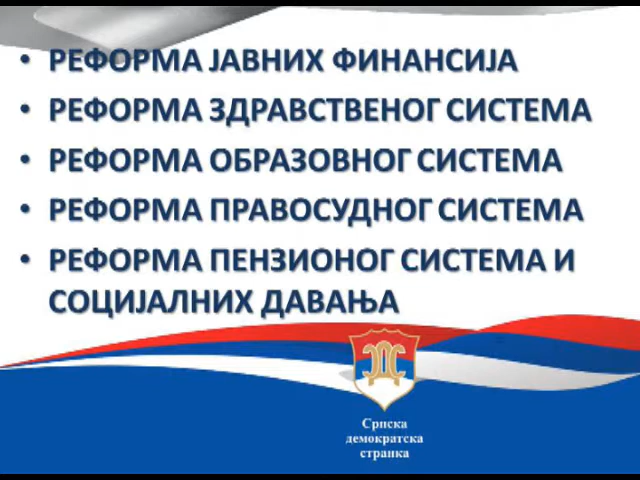 • РЕФОРМА ЈАВНИХ ФИНАНСИЈА
• РЕФОРМА ЗДРАВСТВЕНОГ СИСТЕМА
• РЕФОРМА ОБРАЗОВНОГ СИСТЕМА
• РЕФОРМА ПРАВОСУДНОГ СИСТЕМА
• РЕФОРМА ПЕНЗИОНОГ СИСТЕМА И
СОЦИЈАЛНИХ ДАВАЊА
Српска
демократска
странка